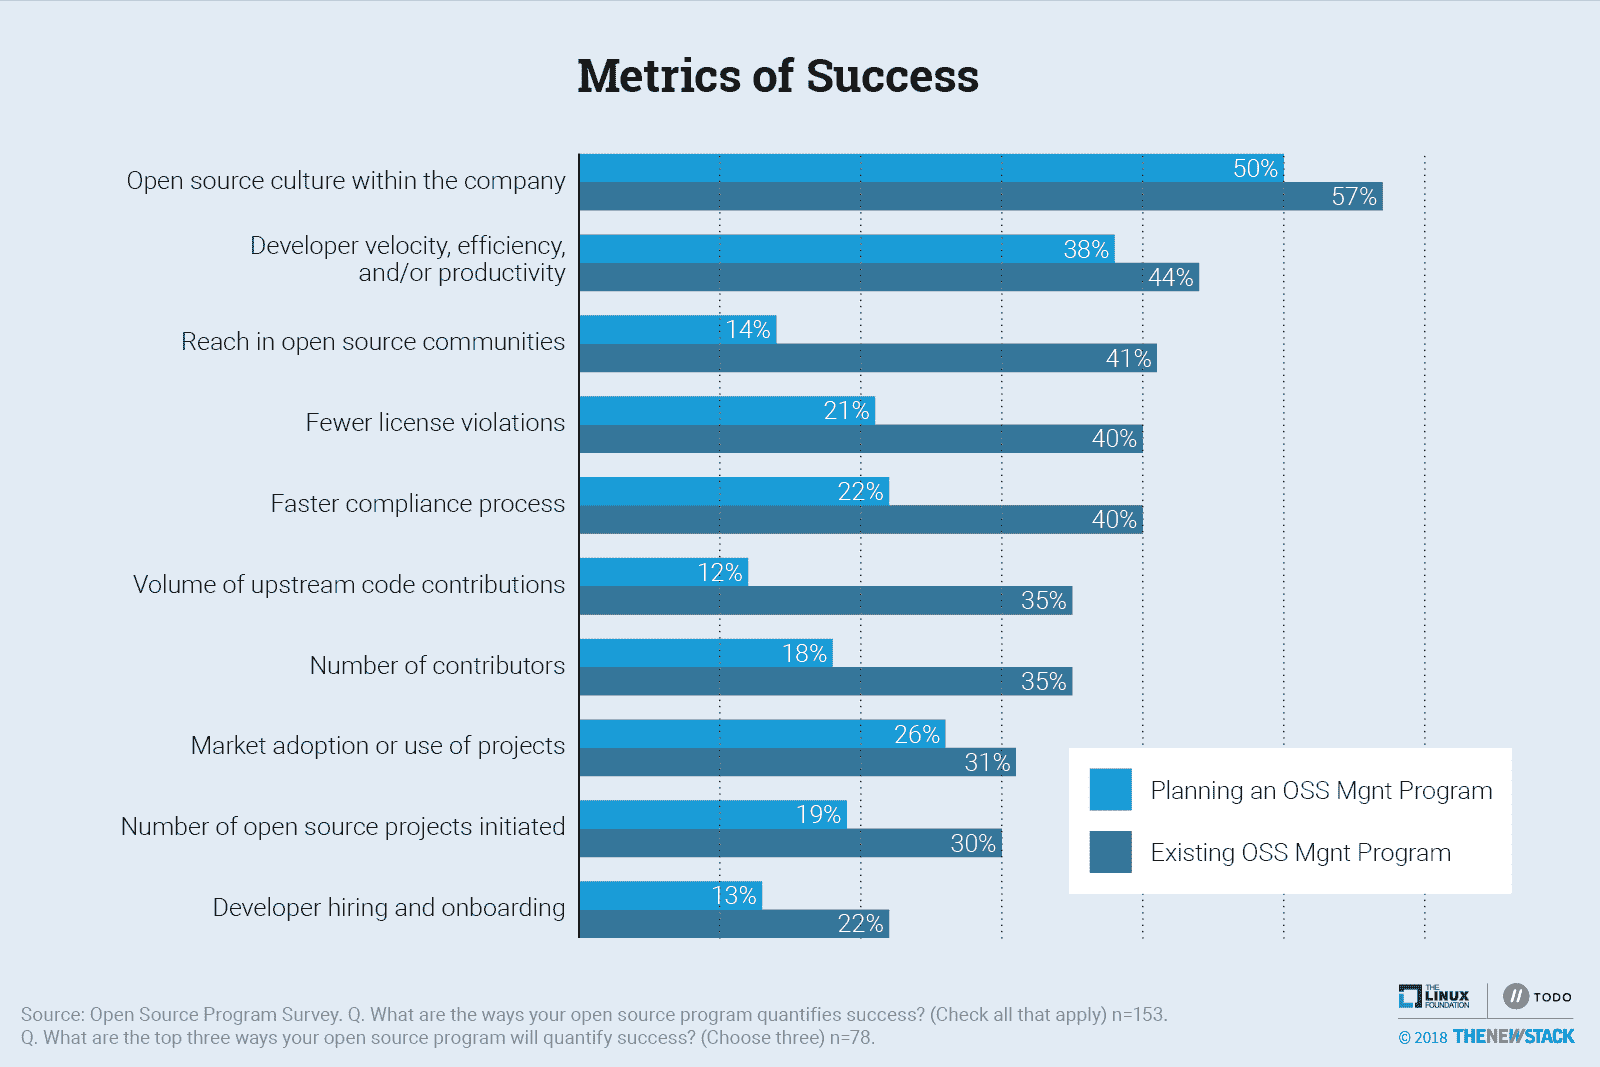 Metrics of Success
Open source culture within the company
50%
57%
Developer velocity, efficiency,
and/or productivity
38%
44%
Reach in open source communities
14%
41%
Fewer license violations
21%
40%
Faster compliance process
22%
40%
Volume of upstream code contributions
12%
35%
Number of contributors
18%
35%
Market adoption or use of projects
26%
31%
Number of open source projects initiated
19%
30%
Developer hiring and onboarding
13%
22%
Planning an OSS Mgnt Program
Existing OSS Mgnt Program
Source: Open Source Program Survey. Q. What are the ways your open source program quantifies success? (Check all that apply) n=153.
Q. What are the top three ways your open source program will quantify success? (Choose three) n=78.
THE
LINUX
FOUNDATION
TODO
© 2018 THENEWSTACK